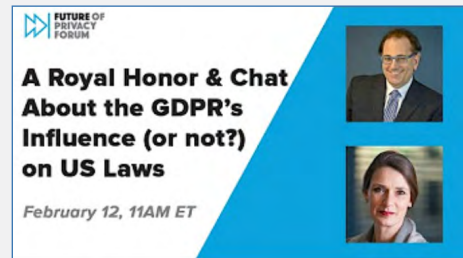 FUTURE OF
PRIVACY
FORUM
A Royal Honor & Chat
About the GDPR's
Influence (or not?)
on US Laws
February 12, 11AM ET